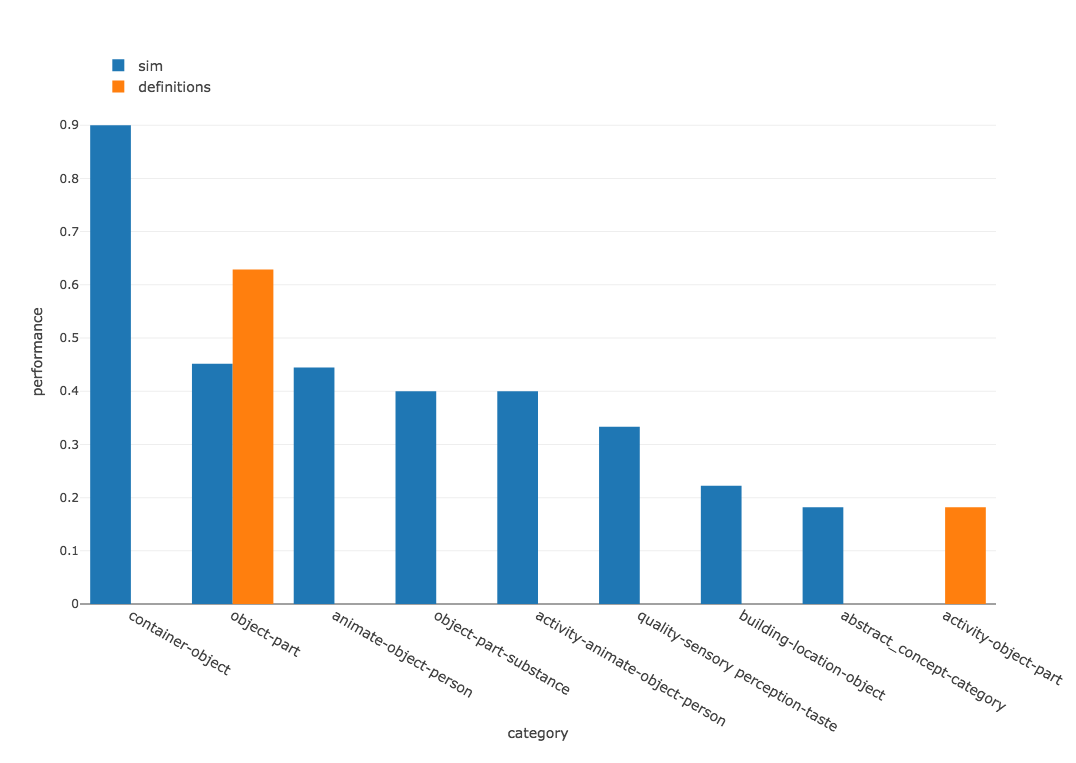 sim
definitions
0.9
0.8
0.7
0.6
0.5
0.4
0.3
0.2
0.1
0
performance
container-object
object-part
animate-object-person
object-part-substance
activity-animate-object-person
quality-sensory perception-taste
building-location-object
abstract_concept-category
activity-object-part
category